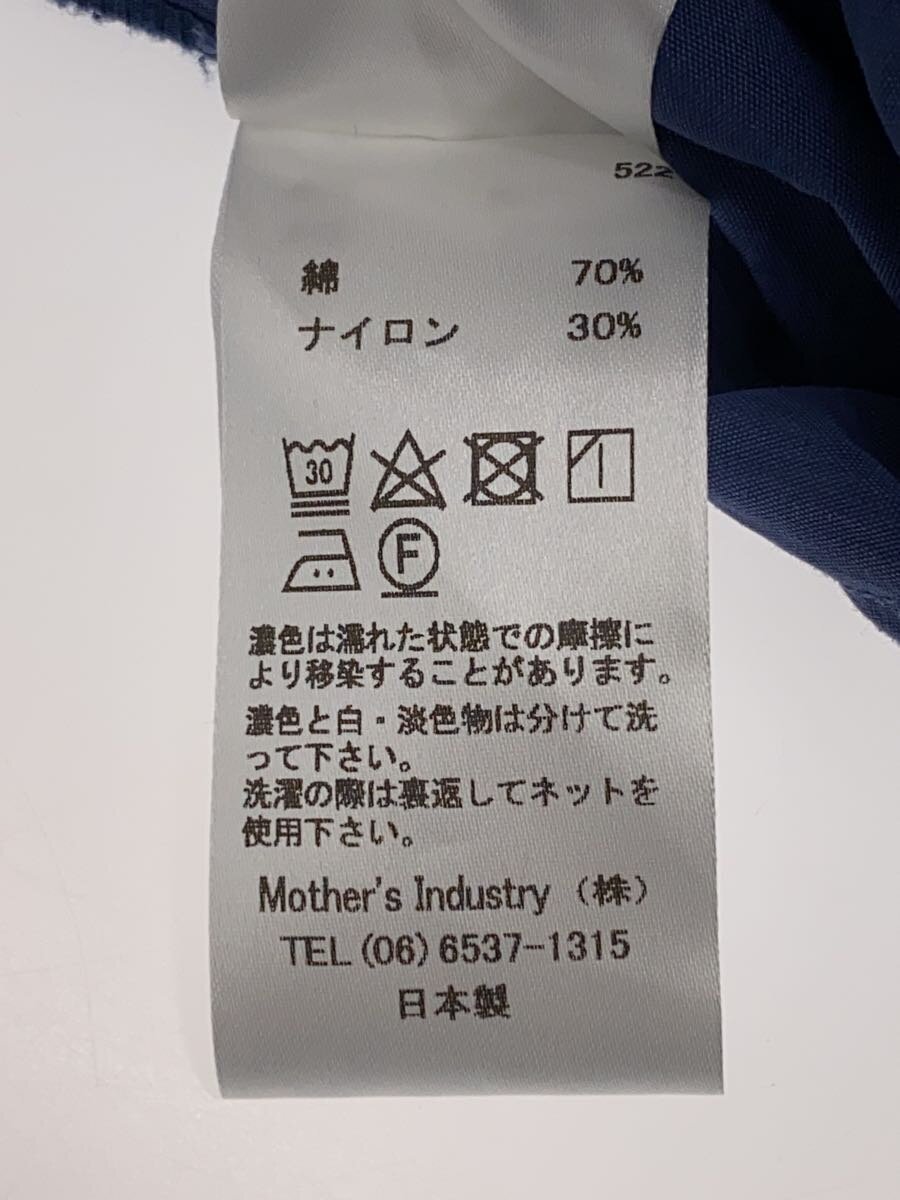 522
綿 70%
ナイロン 30%
30
F
濃色は濡れた状態での摩擦に
より移染することがあります。
濃色と白・淡色物は分けて洗
って下さい。
洗濯の際は裏返してネットを
使用下さい。
Mother's Industry（株）
TEL(06)6537-1315
日本製